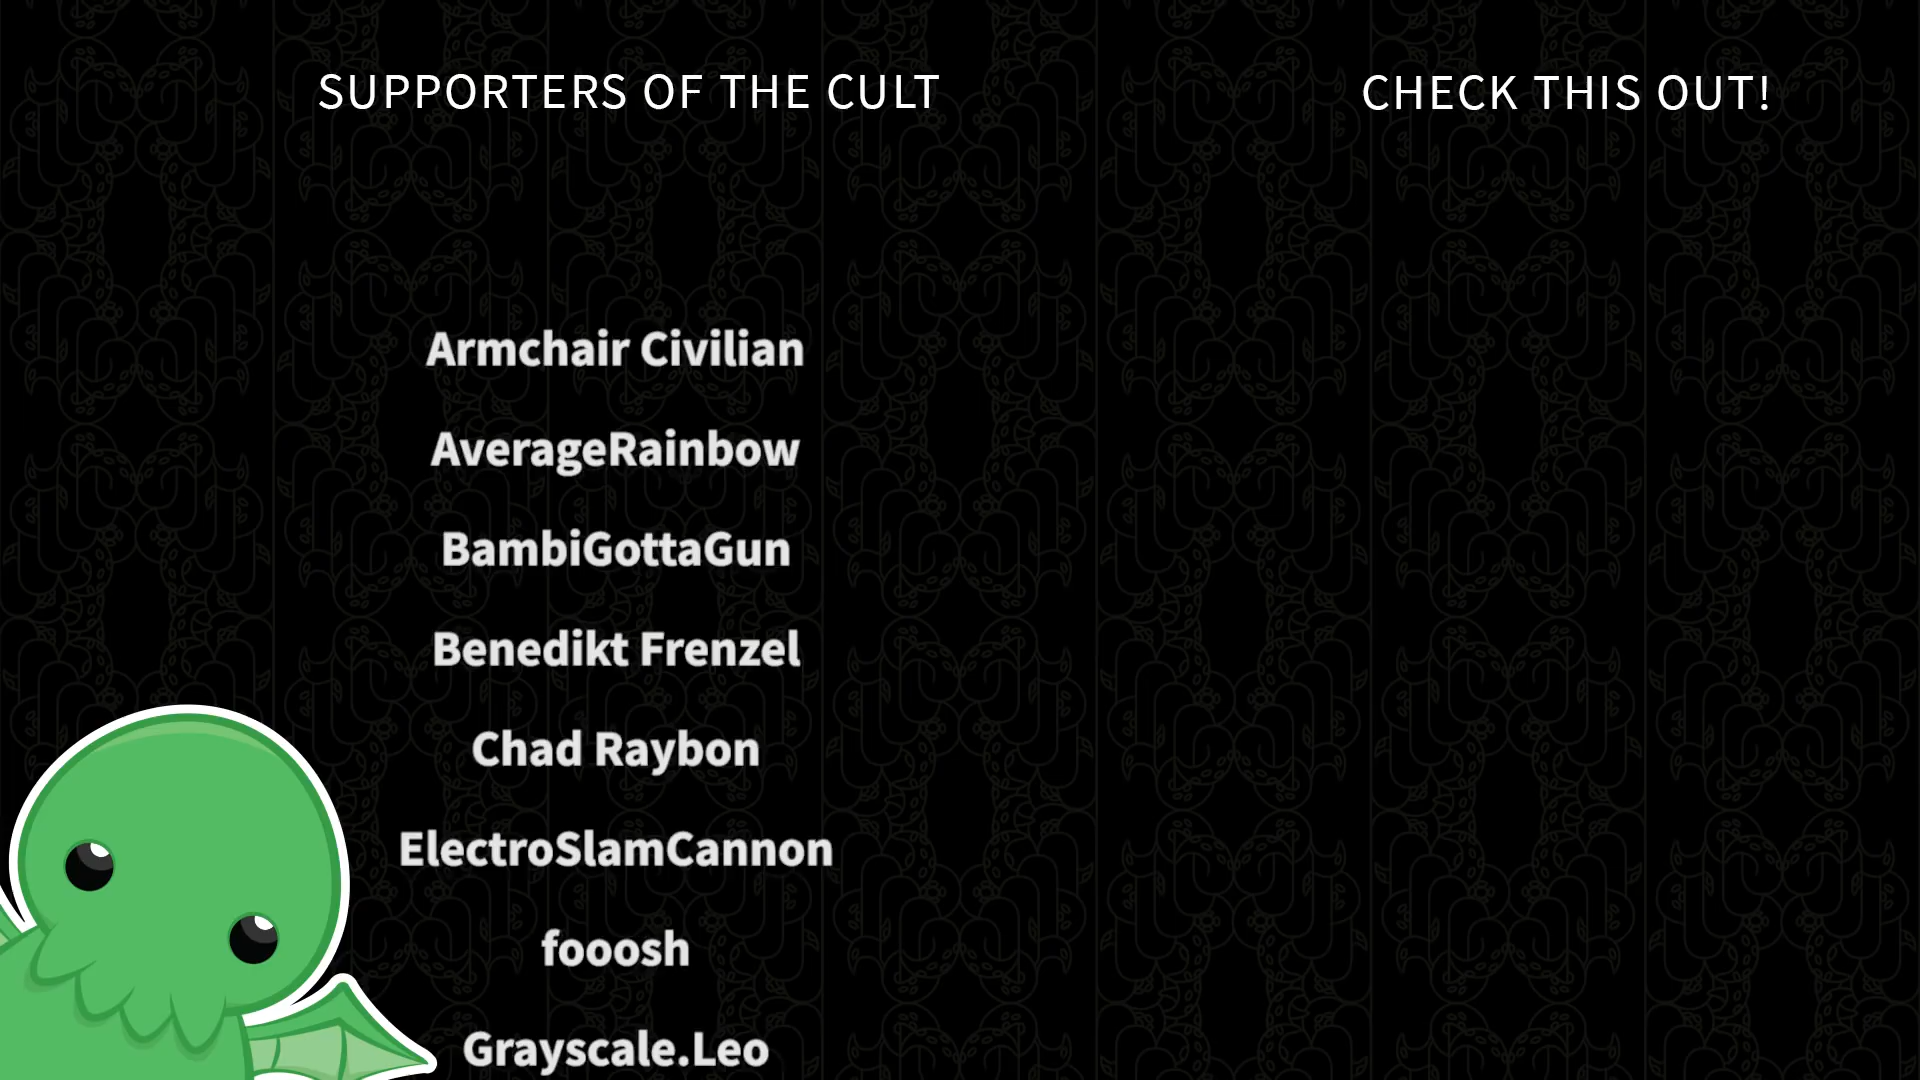 SUPPORTERS OF THE CULT
CHECK THIS OUT!
Armchair Civilian
AverageRainbow
BambiGottaGun
Benedikt Frenzel
Chad Raybon
ElectroSlamCannon
fooosh
Grayscale.Leo